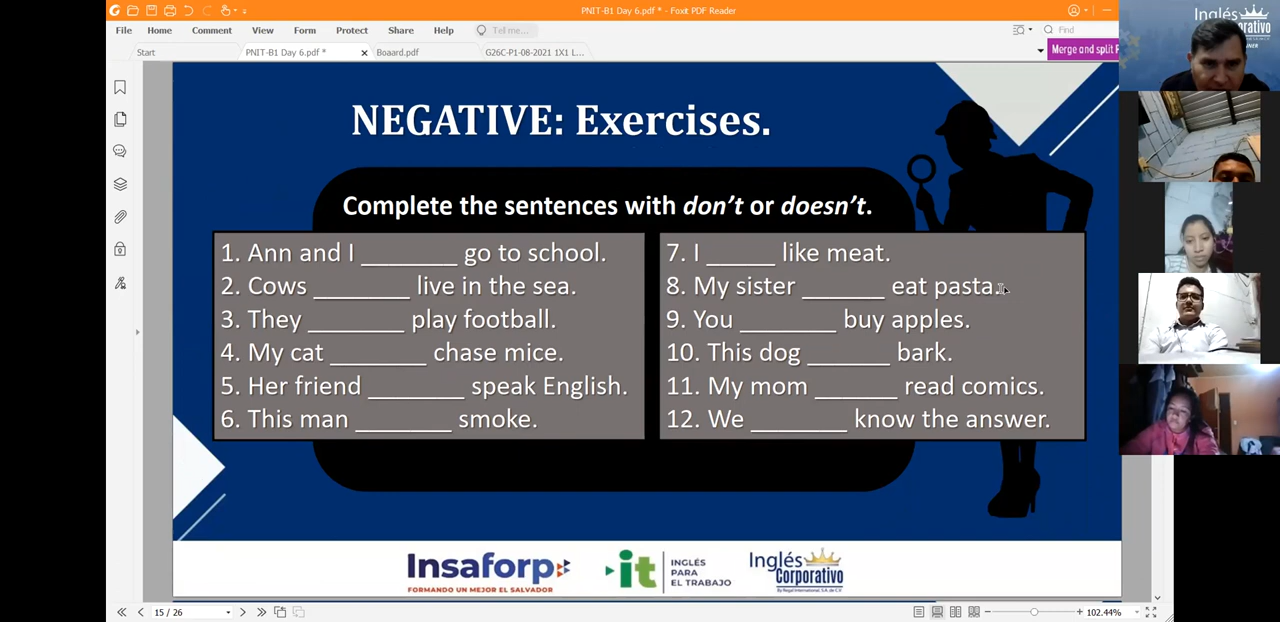 PNIT-B1 Day 6.pdf * - Foxit PDF Reader
File Home Comment View Form Protect Share Help Tell me... Find
Start PNIT-B1 Day 6.pdf * Boaard.pdf G26C-P1-08-2021 1X1 L...
Merge and split P
Inglés
NEGATIVE: Exercises.
Complete the sentences with don't or doesn't.
1. Ann and I ________ go to school.
2. Cows ________ live in the sea.
3. They ________ play football.
4. My cat ________ chase mice.
5. Her friend ________ speak English.
6. This man ________ smoke.
7. I _____ like meat.
8. My sister ______ eat pasta.
9. You ________ buy apples.
10. This dog ______ bark.
11. My mom ______ read comics.
12. We ________ know the answer.
Insaforp
FORMANDO UN MEJOR EL SALVADOR
it
INGLÉS
PARA
EL TRABAJO
Inglés
Corporativo
By Regal International, S.A. de C.V.
15 / 26
102.44%